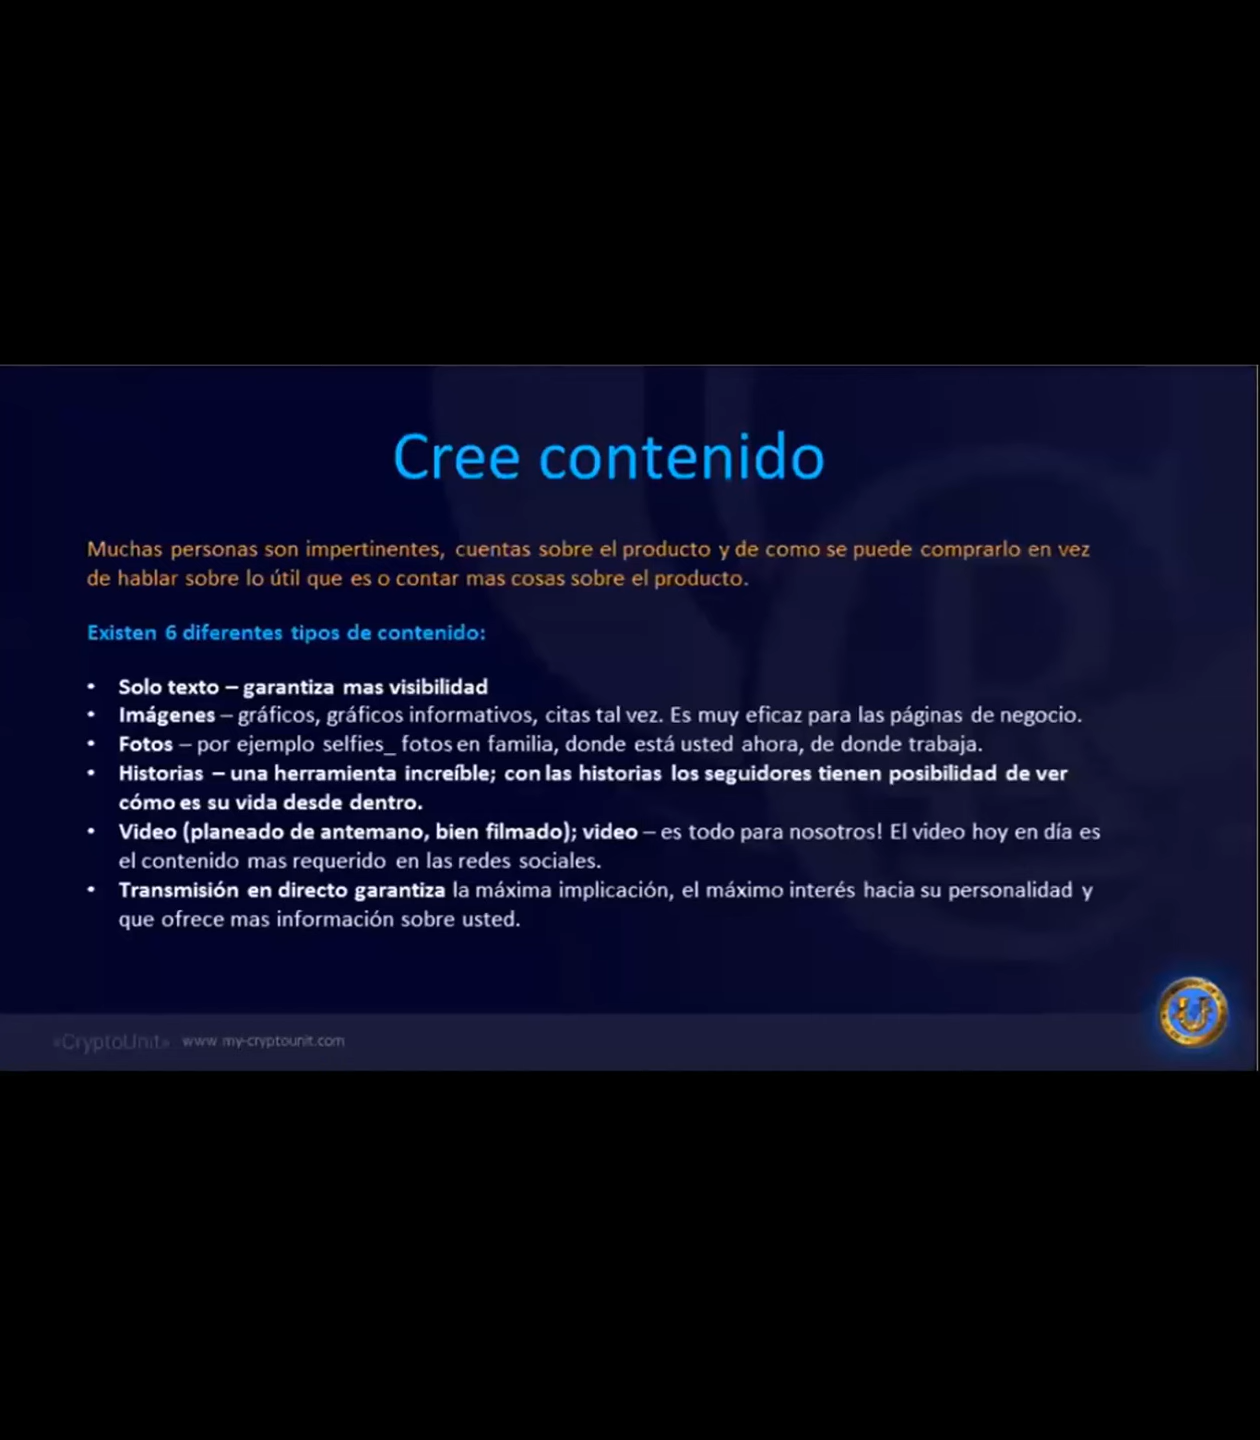 Cree contenido
Muchas personas son impertinentes, cuentas sobre el producto y de como se puede comprarlo en vez
de hablar sobre lo útil que es o contar mas cosas sobre el producto.
Existen 6 diferentes tipos de contenido:
• Solo texto – garantiza mas visibilidad
• Imágenes – gráficos, gráficos informativos, citas tal vez. Es muy eficaz para las páginas de negocio.
• Fotos – por ejemplo selfies_ fotos en familia, donde está usted ahora, de donde trabaja.
• Historias – una herramienta increíble; con las historias los seguidores tienen posibilidad de ver
cómo es su vida desde dentro.
• Video (planeado de antemano, bien filmado); video – es todo para nosotros! El video hoy en día es
el contenido mas requerido en las redes sociales.
• Transmisión en directo garantiza la máxima implicación, el máximo interés hacia su personalidad y
que ofrece mas información sobre usted.
«CryptoUnit» www.my-cryptounit.com